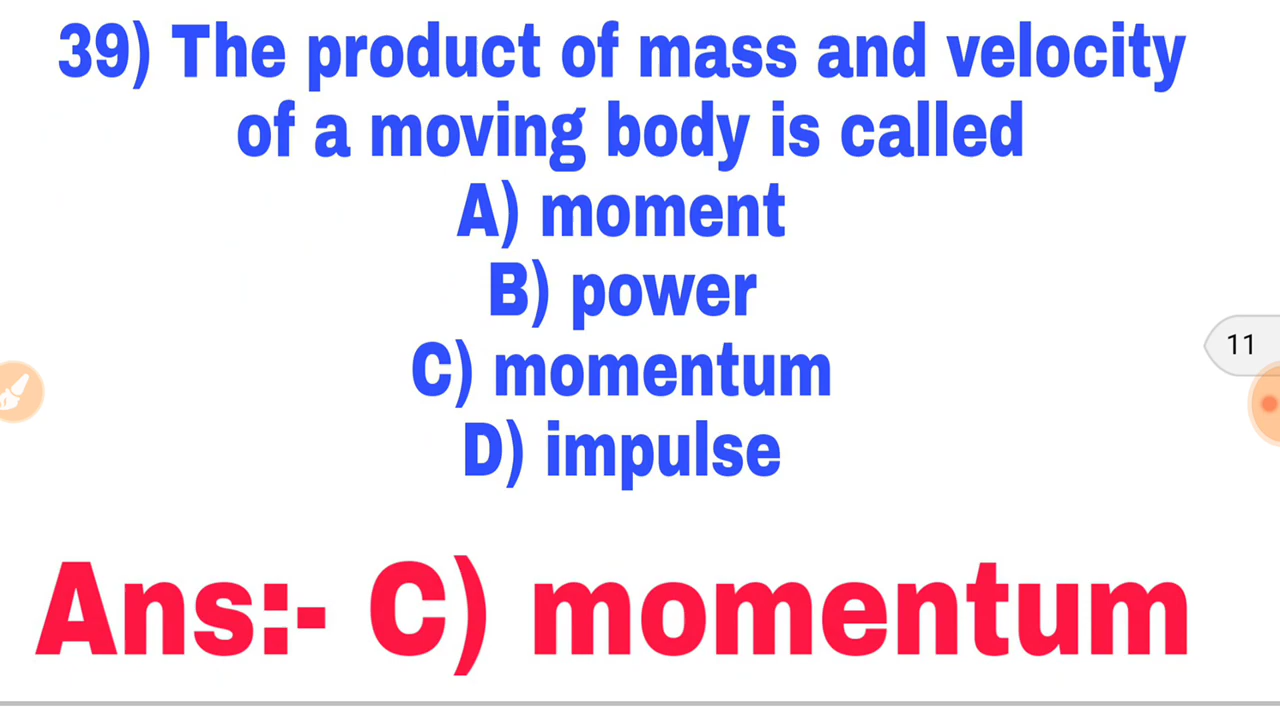 39) The product of mass and velocity
of a moving body is called
A) moment
B) power
C) momentum
D) impulse
11
Ans:- C) momentum